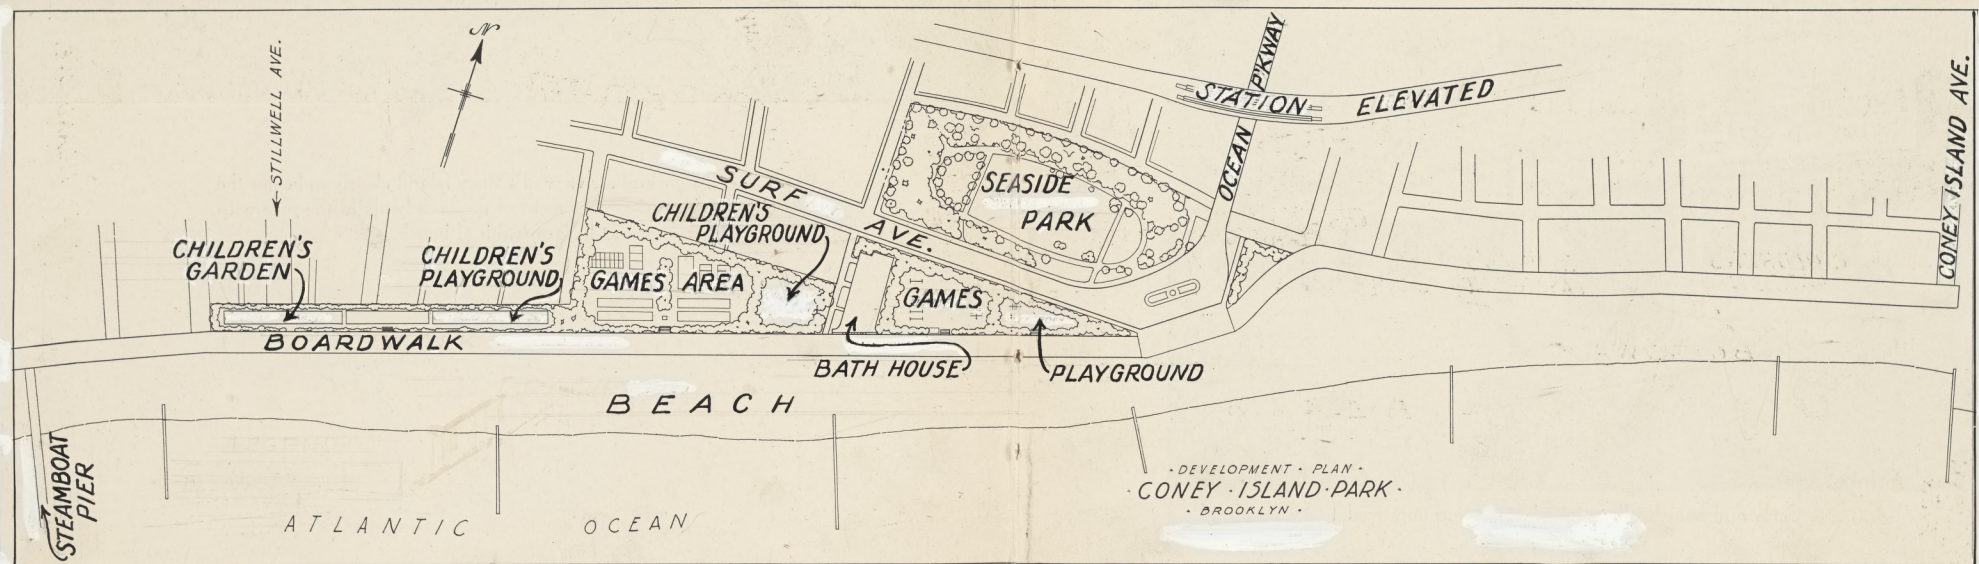 N
← STILLWELL AVE.
OCEAN P'KWAY
STATION
ELEVATED
CONEY ISLAND AVE.
SURF AVE.
SEASIDE
PARK
CHILDREN'S
GARDEN
CHILDREN'S
PLAYGROUND
CHILDREN'S
PLAYGROUND
GAMES AREA
GAMES
BOARDWALK
BATH HOUSE
PLAYGROUND
BEACH
STEAMBOAT
PIER
ATLANTIC OCEAN
· DEVELOPMENT · PLAN ·
· CONEY · ISLAND · PARK ·
· BROOKLYN ·